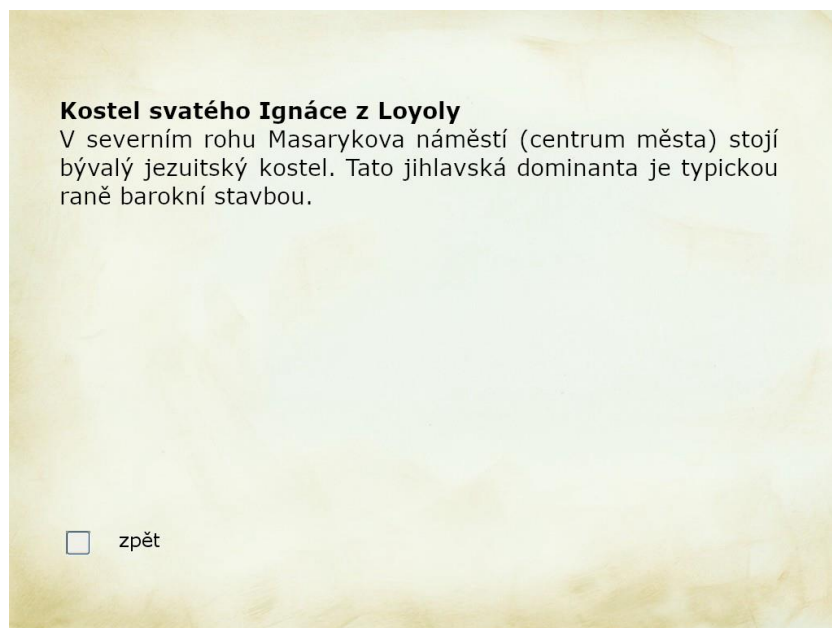 Kostel svatého Ignáce z Loyoly
V severním rohu Masarykova náměstí (centrum města) stojí
bývalý jezuitský kostel. Tato jihlavská dominanta je typickou
raně barokní stavbou.
zpět